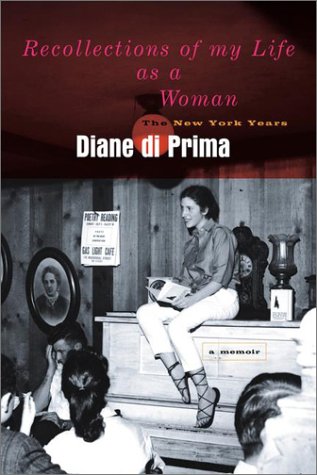 Recollections of my Life
as a
Woman
The New York Years
Diane di Prima
POETRY READING
GAS LIGHT CAFE
a memoir